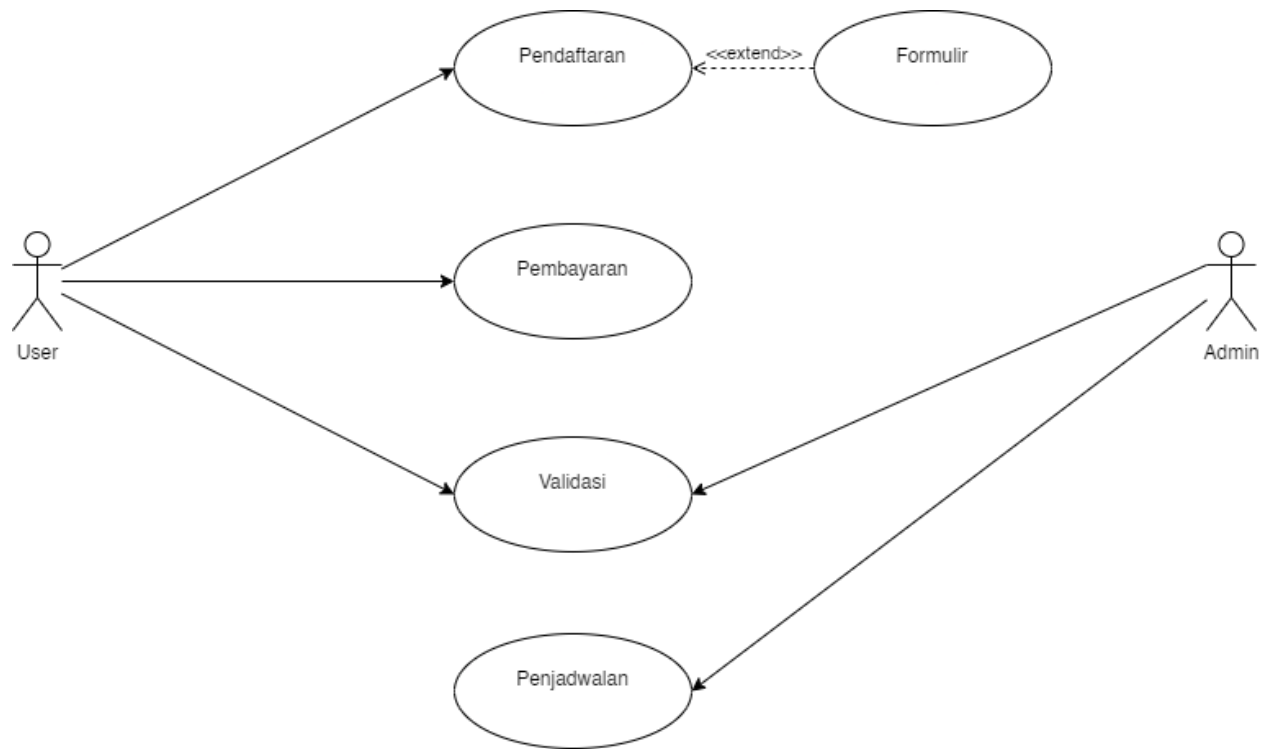 Pendaftaran
<<extend>>
Formulir
Pembayaran
User
Admin
Validasi
Penjadwalan